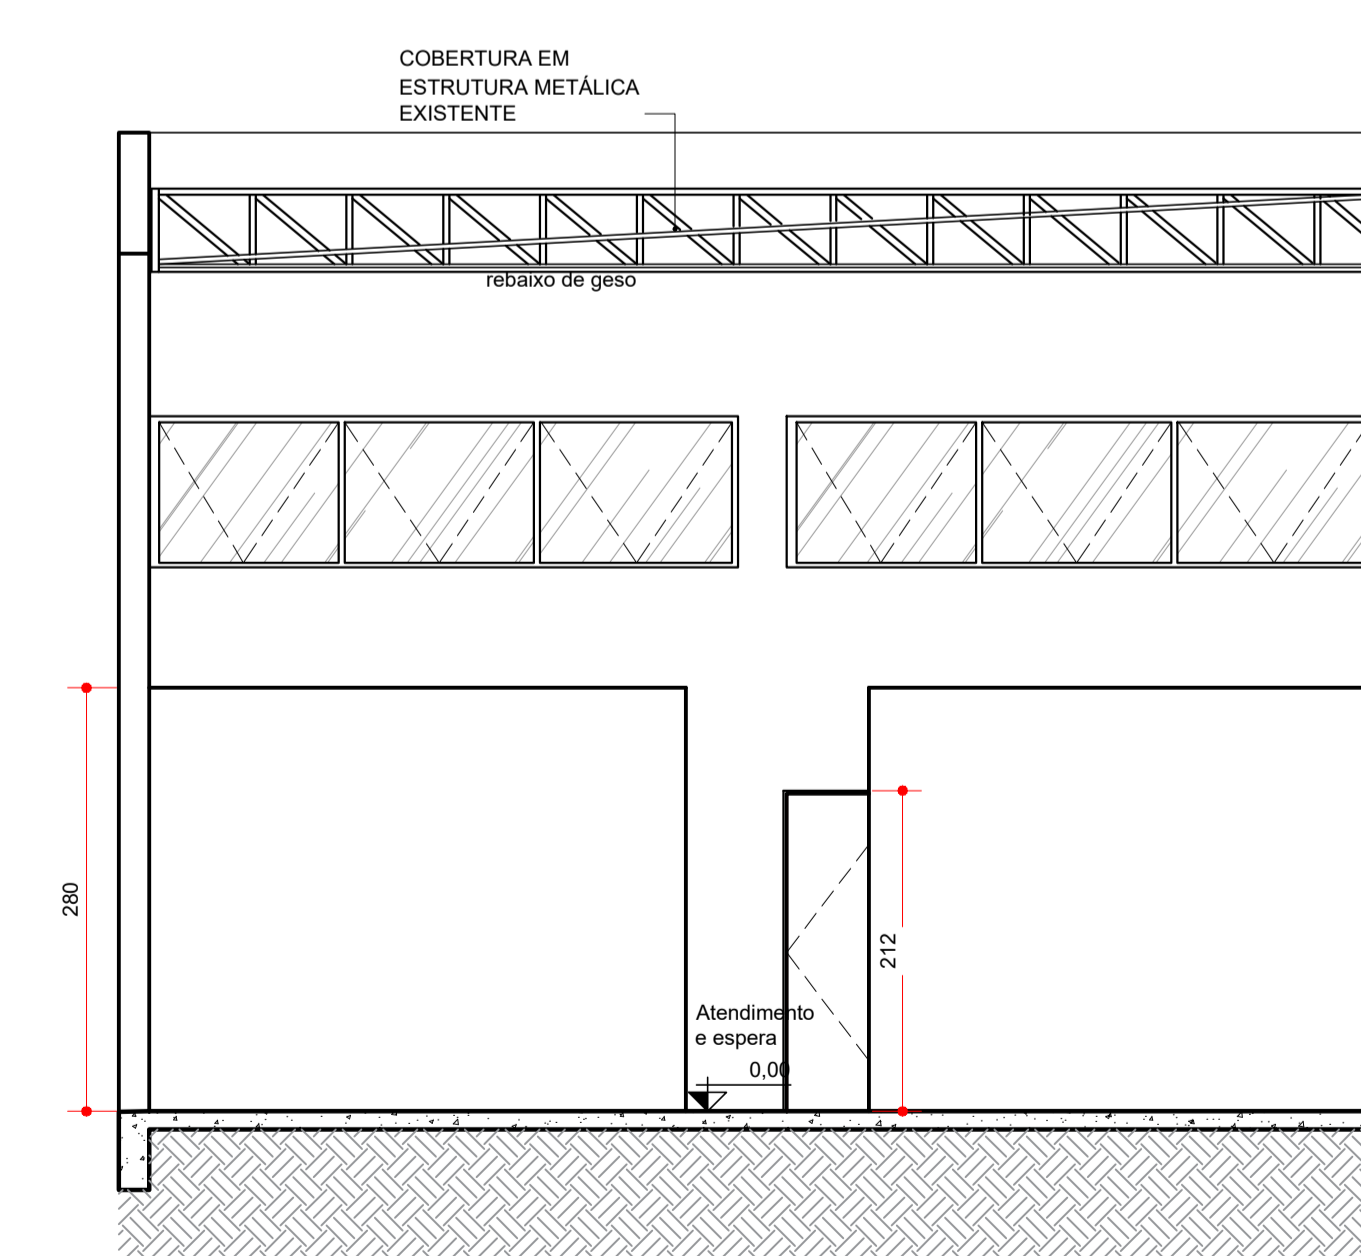 COBERTURA EM
ESTRUTURA METÁLICA
EXISTENTE
rebaixo de geso
280
212
Atendimento
e espera
0,00